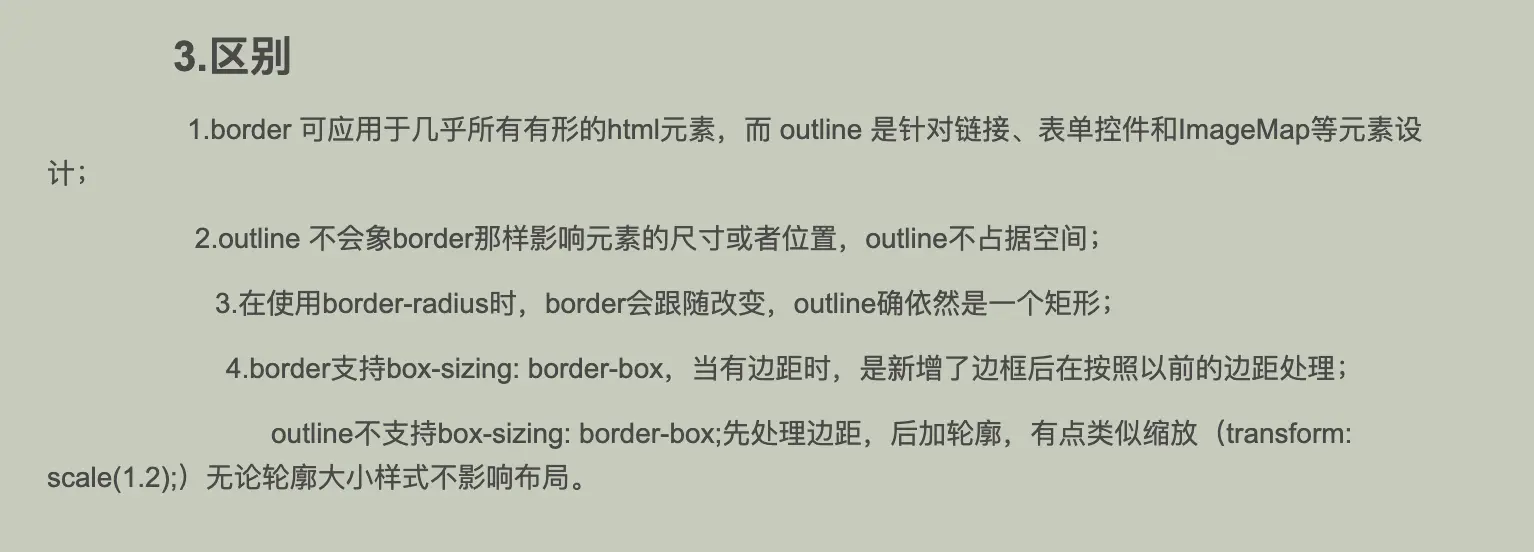 3.区别
1.border 可应用于几乎所有有形的html元素，而 outline 是针对链接、表单控件和ImageMap等元素设
计；
2.outline 不会象border那样影响元素的尺寸或者位置，outline不占据空间；
3.在使用border-radius时，border会跟随改变，outline确依然是一个矩形；
4.border支持box-sizing: border-box，当有边距时，是新增了边框后在按照以前的边距处理；
outline不支持box-sizing: border-box;先处理边距，后加轮廓，有点类似缩放（transform:
scale(1.2);）无论轮廓大小样式不影响布局。